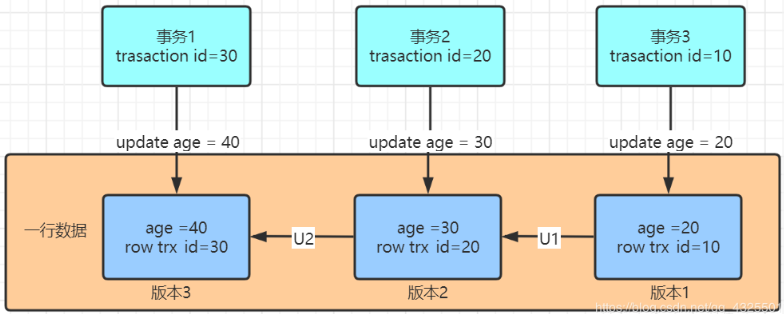 事务1
trasaction id=30
事务2
trasaction id=20
事务3
trasaction id=10
update age = 40
update age = 30
update age = 20
一行数据
age =40
row trx id=30
U2
age =30
row trx id=20
U1
age =20
row trx id=10
版本3
版本2
版本1
https://blog.csdn.net/qq_4325501